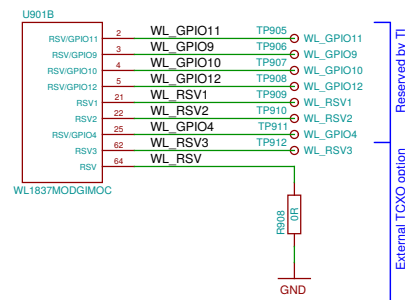 U901B
RSV/GPIO11 2 WL_GPIO11 TP905 WL_GPIO11
RSV/GPIO9 3 WL_GPIO9 TP906 WL_GPIO9
RSV/GPIO10 4 WL_GPIO10 TP907 WL_GPIO10
RSV/GPIO12 5 WL_GPIO12 TP908 WL_GPIO12
RSV1 21 WL_RSV1 TP909 WL_RSV1
RSV2 22 WL_RSV2 TP910 WL_RSV2
RSV/GPIO4 25 WL_GPIO4 TP911 WL_GPIO4
RSV3 62 WL_RSV3 TP912 WL_RSV3
RSV 64 WL_RSV
WL1837MODGIMOC
R908
0R
GND
Reserved by TI
External TCXO option